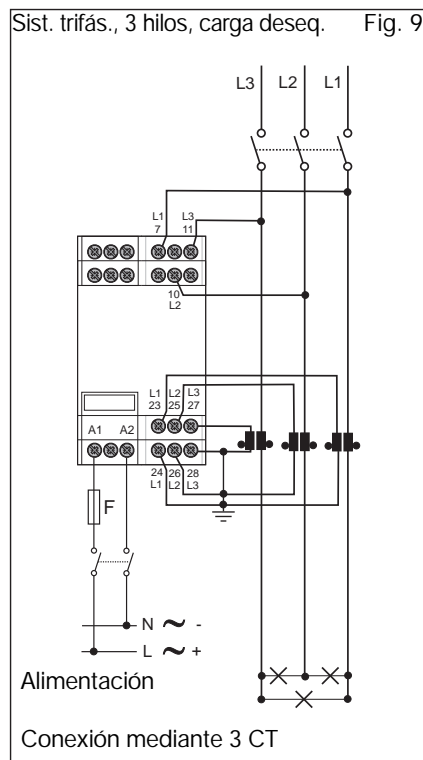 Sist. trifás., 3 hilos, carga deseq. Fig. 9
L3 L2 L1
L1 L3
7 11
10
L2
L1 L2 L3
23 25 27
A1 A2
24 26 28
L1 L2 L3
F
N ~ -
L ~ +
Alimentación
Conexión mediante 3 CT